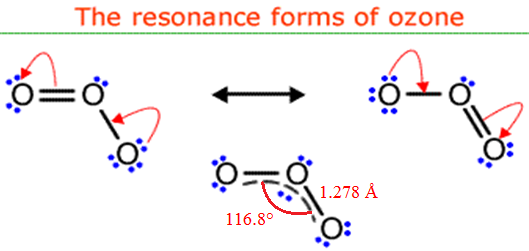 The resonance forms of ozone
O O O
O O O
O O O
1.278 Å
116.8°